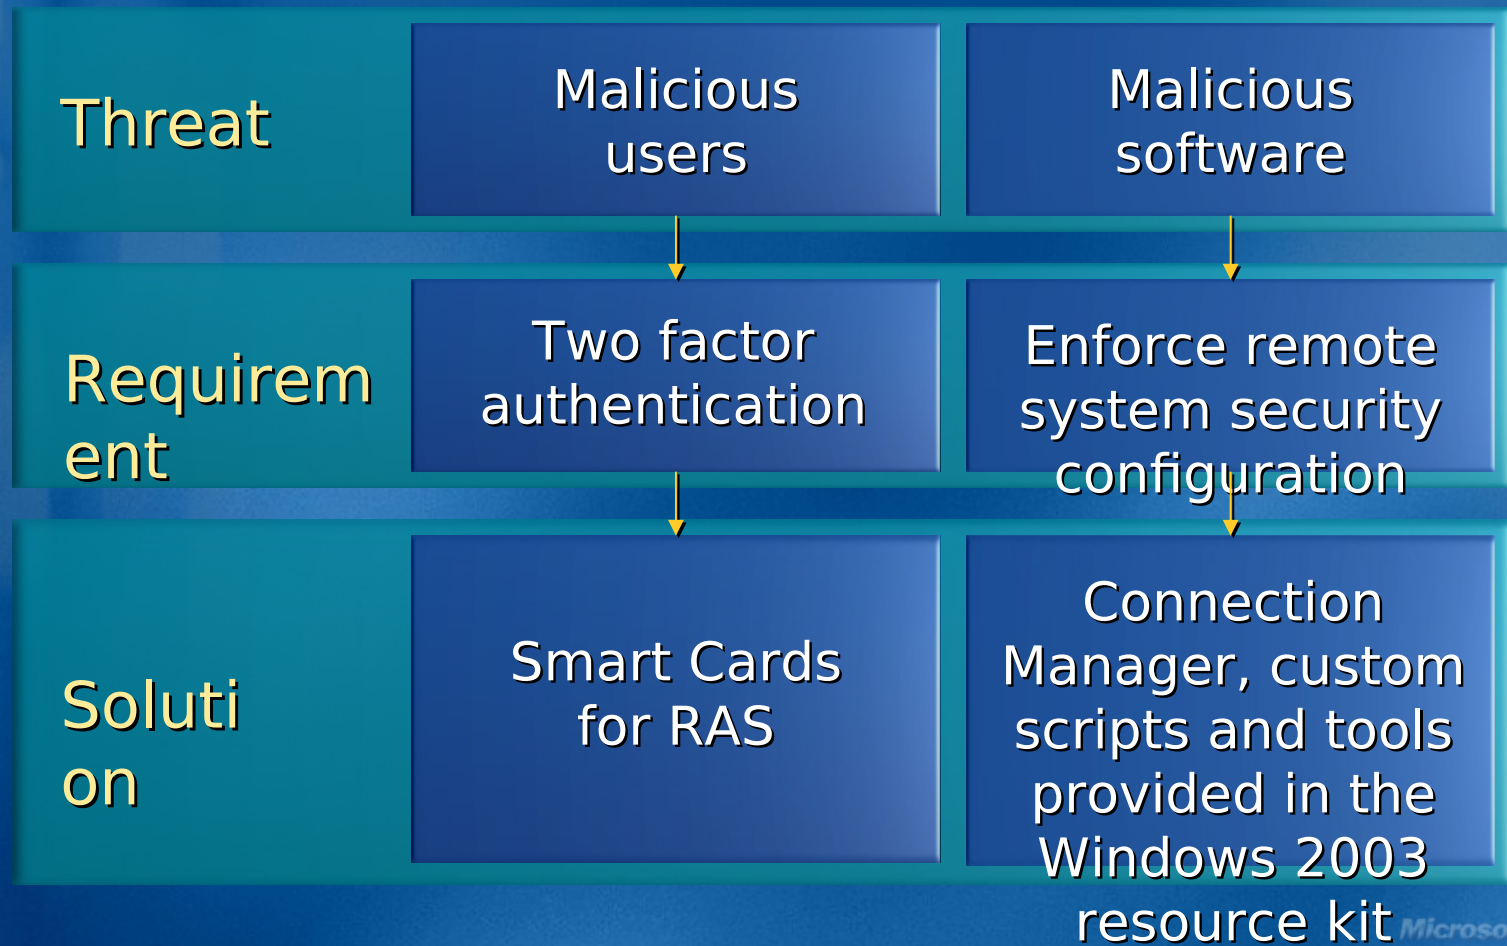 Threat
Malicious
users
Malicious
software
Requirem
ent
Two factor
authentication
Enforce remote
system security
configuration
Soluti
on
Smart Cards
for RAS
Connection
Manager, custom
scripts and tools
provided in the
Windows 2003
resource kit
Microso